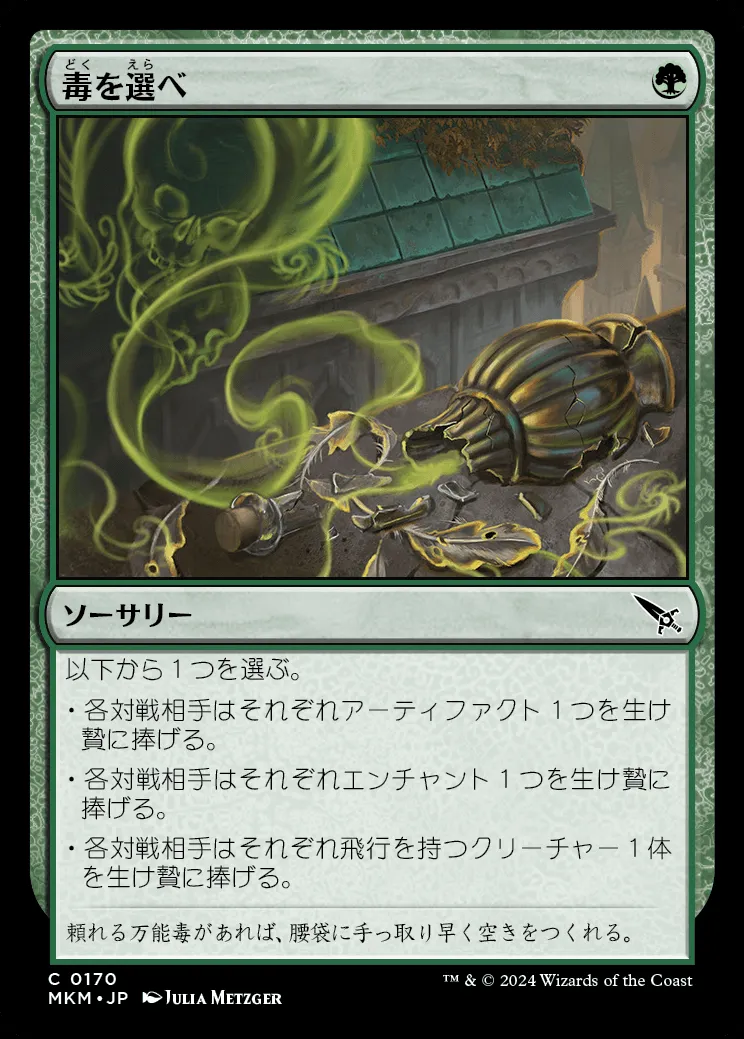 どく えら
毒を選べ
ソーサリー
以下から1つを選ぶ。
・各対戦相手はそれぞれアーティファクト1つを生け
贄に捧げる。
・各対戦相手はそれぞれエンチャント1つを生け贄に
捧げる。
・各対戦相手はそれぞれ飛行を持つクリーチャー1体
を生け贄に捧げる。
頼れる万能毒があれば、腰袋に手っ取り早く空きをつくれる。
C 0170
MKM・JP Julia Metzger
™ & © 2024 Wizards of the Coast